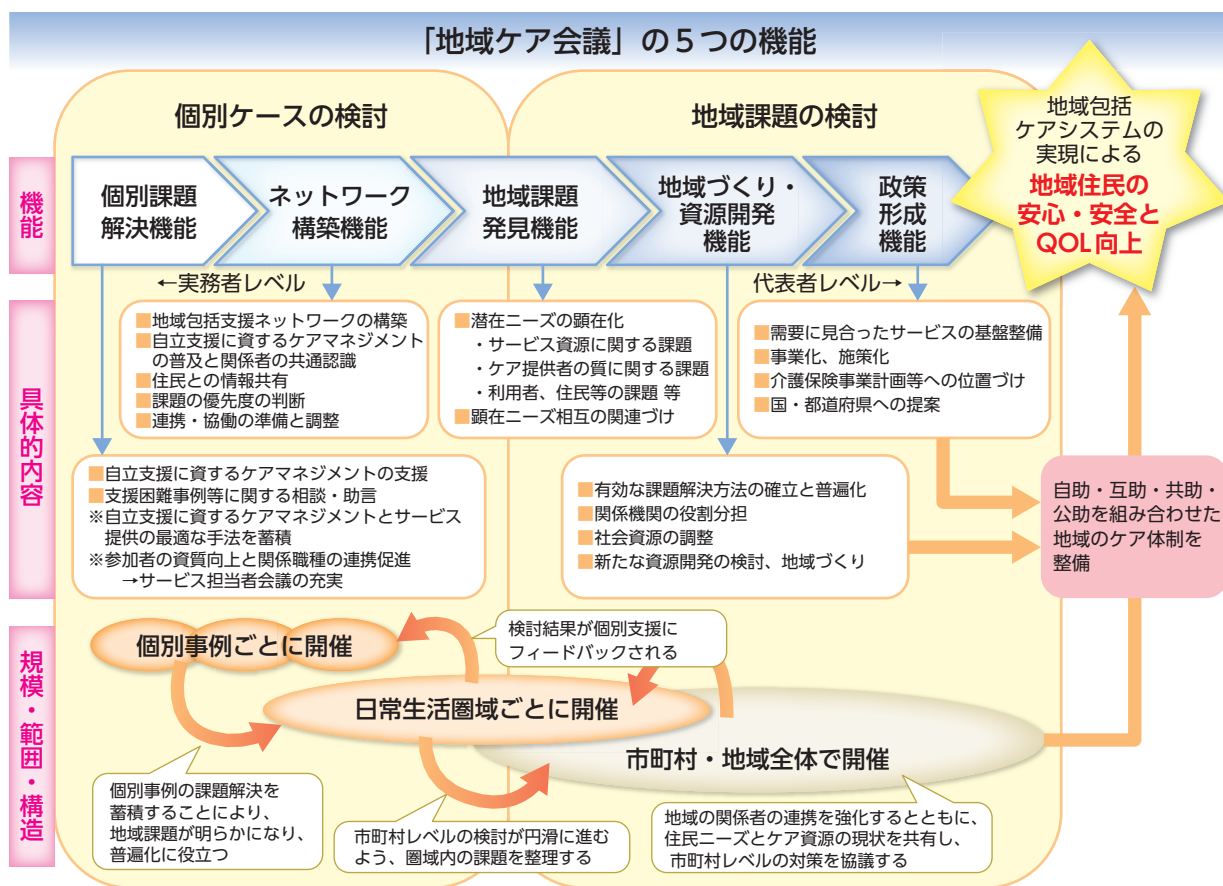 「地域ケア会議」の５つの機能
個別ケースの検討
地域課題の検討
地域包括
ケアシステムの
実現による
地域住民の
安心・安全と
QOL向上
機能
個別課題
解決機能
ネットワーク
構築機能
地域課題
発見機能
地域づくり・
資源開発
機能
政策
形成
機能
←実務者レベル
代表者レベル→
具体的内容
■地域包括支援ネットワークの構築
■自立支援に資するケアマネジメント
の普及と関係者の共通認識
■住民との情報共有
■課題の優先度の判断
■連携・協働の準備と調整
■潜在ニーズの顕在化
・サービス資源に関する課題
・ケア提供者の質に関する課題
・利用者、住民等の課題 等
■顕在ニーズ相互の関連づけ
■需要に見合ったサービスの基盤整備
■事業化、施策化
■介護保険事業計画等への位置づけ
■国・都道府県への提案
■自立支援に資するケアマネジメントの支援
■支援困難事例等に関する相談・助言
※自立支援に資するケアマネジメントとサービス
提供の最適な手法を蓄積
※参加者の資質向上と関係職種の連携促進
→サービス担当者会議の充実
■有効な課題解決方法の確立と普遍化
■関係機関の役割分担
■社会資源の調整
■新たな資源開発の検討、地域づくり
自助・互助・共助・
公助を組み合わせた
地域のケア体制を
整備
規模・範囲・構造
個別事例ごとに開催
検討結果が個別支援に
フィードバックされる
日常生活圏域ごとに開催
市町村・地域全体で開催
個別事例の課題解決を
蓄積することにより、
地域課題が明らかになり、
普遍化に役立つ
市町村レベルの検討が円滑に進む
よう、圏域内の課題を整理する
地域の関係者の連携を強化するとともに、
住民ニーズとケア資源の現状を共有し、
市町村レベルの対策を協議する